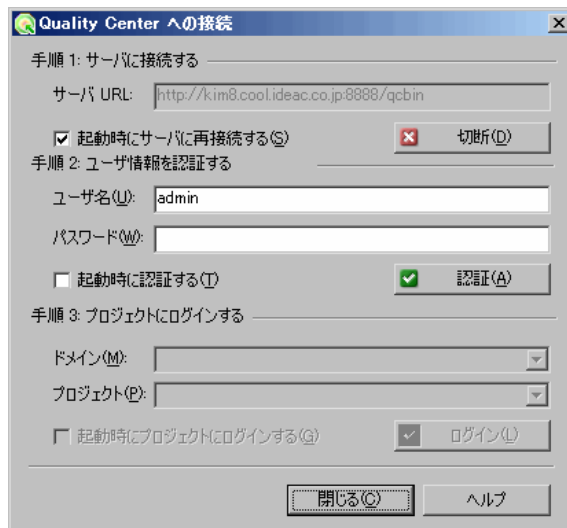 Quality Center への接続
手順 1: サーバに接続する
サーバ URL: http://kim8.cool.ideac.co.jp:8888/qcbin
起動時にサーバに再接続する(S) 切断(D)
手順 2: ユーザ情報を認証する
ユーザ名(U): admin
パスワード(W):
起動時に認証する(T) 認証(A)
手順 3: プロジェクトにログインする
ドメイン(M):
プロジェクト(P):
起動時にプロジェクトにログインする(G) ログイン(L)
閉じる(C) ヘルプ